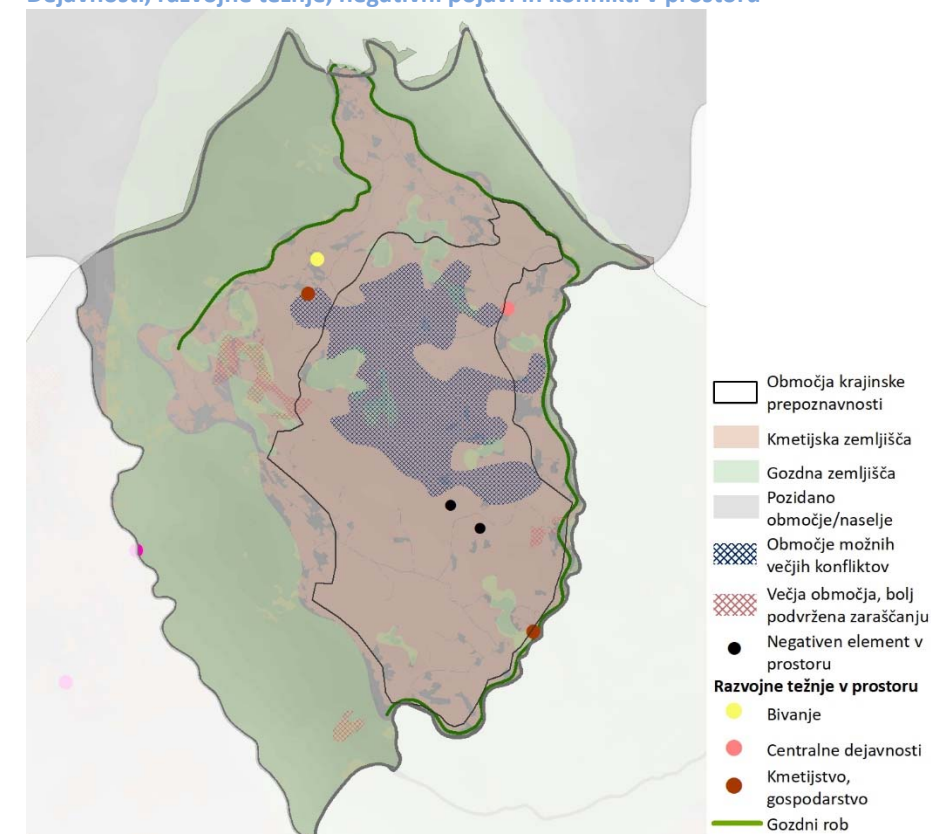 Dejavnosti, razvojne težnje, negativni pojavi in konflikti v prostoru
Območja krajinske
prepoznavnosti
Kmetijska zemljišča
Gozdna zemljišča
Pozidano
območje/naselje
Območje možnih
večjih konfliktov
Večja območja, bolj
podvržena zaraščanju
Negativen element v
prostoru
Razvojne težnje v prostoru
Bivanje
Centralne dejavnosti
Kmetijstvo,
gospodarstvo
Gozdni rob